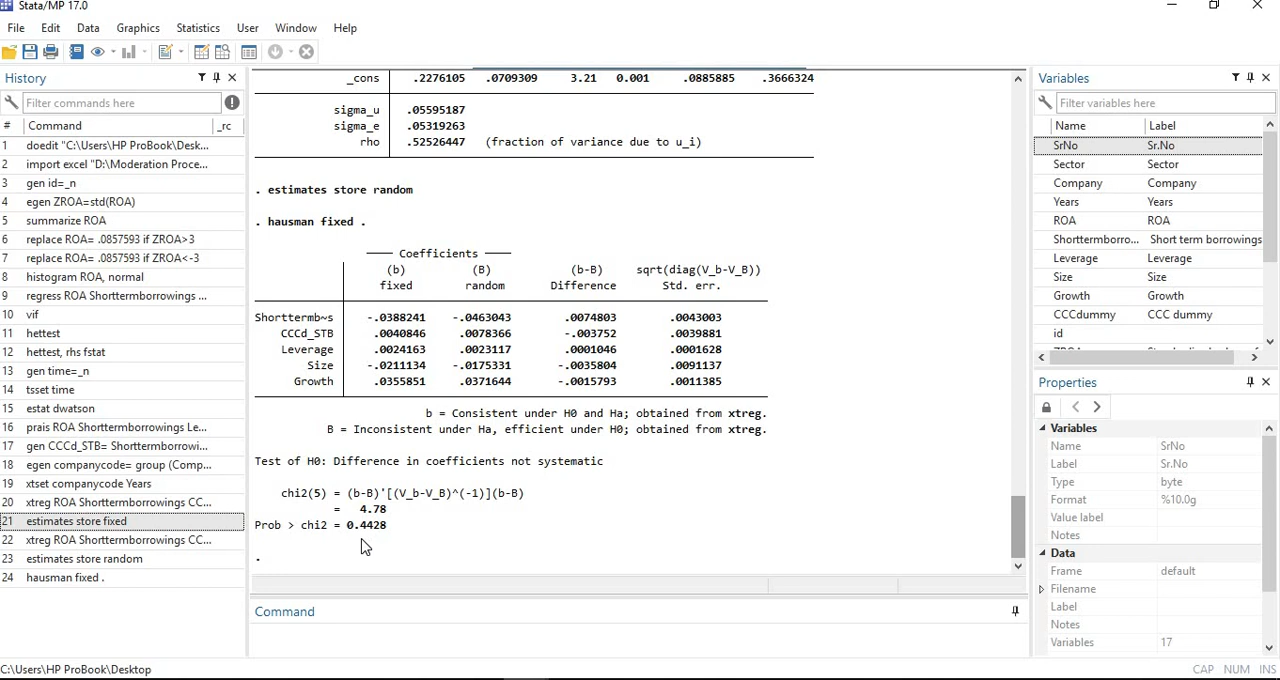 Stata/MP 17.0
File Edit Data Graphics Statistics User Window Help
History
Filter commands here
# Command _rc
1 doedit "C:\Users\HP ProBook\Desk...
2 import excel "D:\Moderation Proce...
3 gen id=_n
4 egen ZROA=std(ROA)
5 summarize ROA
6 replace ROA= .0857593 if ZROA>3
7 replace ROA= .0857593 if ZROA<-3
8 histogram ROA, normal
9 regress ROA Shorttermborrowings ...
10 vif
11 hettest
12 hettest, rhs fstat
13 gen time=_n
14 tsset time
15 estat dwatson
16 prais ROA Shorttermborrowings Le...
17 gen CCCd_STB= Shorttermborrowi...
18 egen companycode= group (Comp...
19 xtset companycode Years
20 xtreg ROA Shorttermborrowings CC...
21 estimates store fixed
22 xtreg ROA Shorttermborrowings CC...
23 estimates store random
24 hausman fixed .
_cons .2276105 .0709309 3.21 0.001 .0885885 .3666324
sigma_u .05595187
sigma_e .05319263
rho .52526447 (fraction of variance due to u_i)
. estimates store random
. hausman fixed .
Coefficients
(b) (B) (b-B) sqrt(diag(V_b-V_B))
fixed random Difference Std. err.
Shorttermb~s -.0388241 -.0463043 .0074803 .0043003
CCCd_STB .0040846 .0078366 -.003752 .0039881
Leverage .0024163 .0023117 .0001046 .0001628
Size -.0211134 -.0175331 -.0035804 .0091137
Growth .0355851 .0371644 -.0015793 .0011385
b = Consistent under H0 and Ha; obtained from xtreg.
B = Inconsistent under Ha, efficient under H0; obtained from xtreg.
Test of H0: Difference in coefficients not systematic
chi2(5) = (b-B)'[(V_b-V_B)^(-1)](b-B)
= 4.78
Prob > chi2 = 0.4428
.
Command
Variables
Filter variables here
Name Label
SrNo Sr.No
Sector Sector
Company Company
Years Years
ROA ROA
Shorttermborro... Short term borrowings
Leverage Leverage
Size Size
Growth Growth
CCCdummy CCC dummy
id
Properties
Variables
Name SrNo
Label Sr.No
Type byte
Format %10.0g
Value label
Notes
Data
Frame default
Filename
Label
Notes
Variables 17
C:\Users\HP ProBook\Desktop
CAP NUM INS